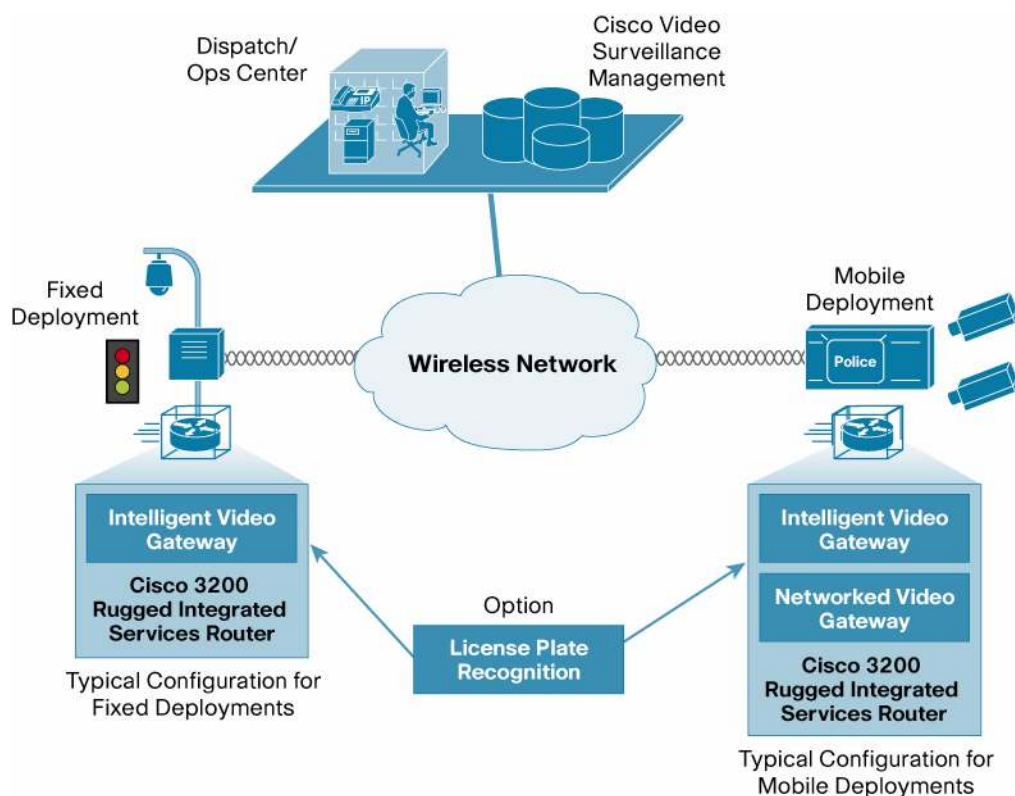 Dispatch/
Ops Center
Cisco Video
Surveillance
Management
IP
Fixed
Deployment
Mobile
Deployment
Wireless Network
Police
Intelligent Video
Gateway
Cisco 3200
Rugged Integrated
Services Router
Typical Configuration for
Fixed Deployments
Option
License Plate
Recognition
Intelligent Video
Gateway
Networked Video
Gateway
Cisco 3200
Rugged Integrated
Services Router
Typical Configuration for
Mobile Deployments